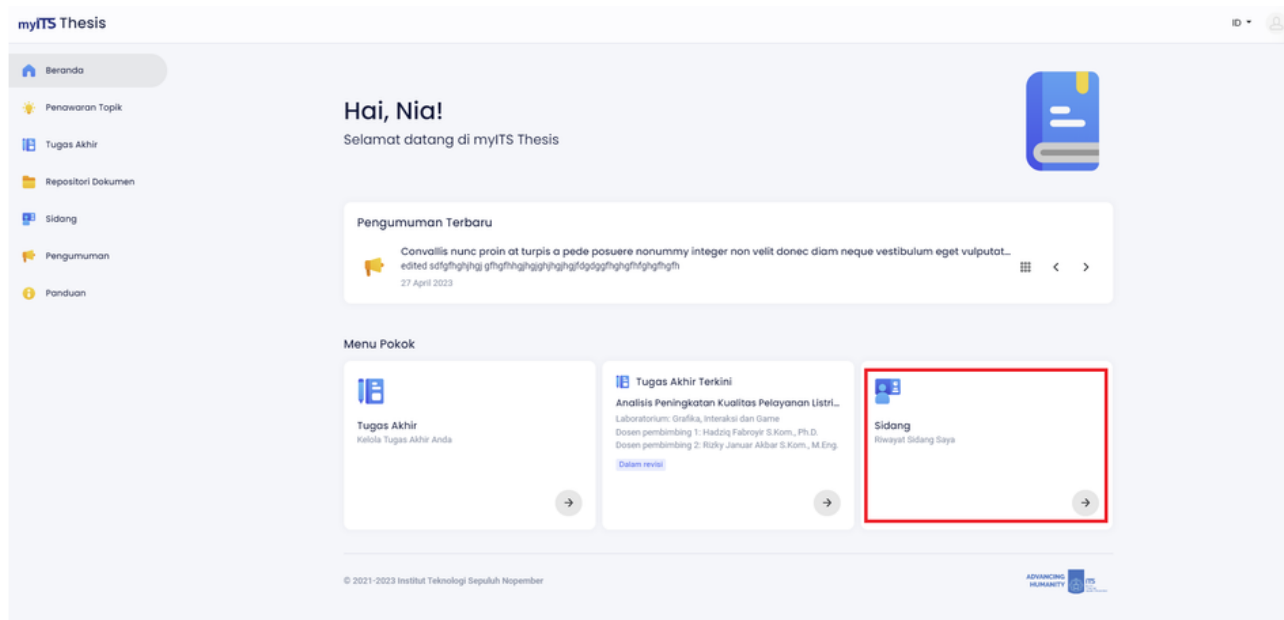 myITS Thesis
ID
Beranda
Penawaran Topik
Tugas Akhir
Repositori Dokumen
Sidang
Pengumuman
Panduan
Hai, Nia!
Selamat datang di myITS Thesis
Pengumuman Terbaru
Convallis nunc proin at turpis a pede posuere nonummy integer non velit donec diam neque vestibulum eget vulputat...
27 April 2023
Menu Pokok
Tugas Akhir
Kelola Tugas Akhir Anda
Tugas Akhir Terkini
Analisis Peningkatan Kualitas Pelayanan Listri...
Laboratorium: Grafika, Interaksi dan Game
Dosen pembimbing 1: Hadziq Fabroyir S.Kom., Ph.D.
Dosen pembimbing 2: Rizky Januar Akbar S.Kom., M.Eng.
Dalam revisi
Sidang
Riwayat Sidang Saya
© 2021-2023 Institut Teknologi Sepuluh Nopember
ADVANCING
HUMANITY
ITS